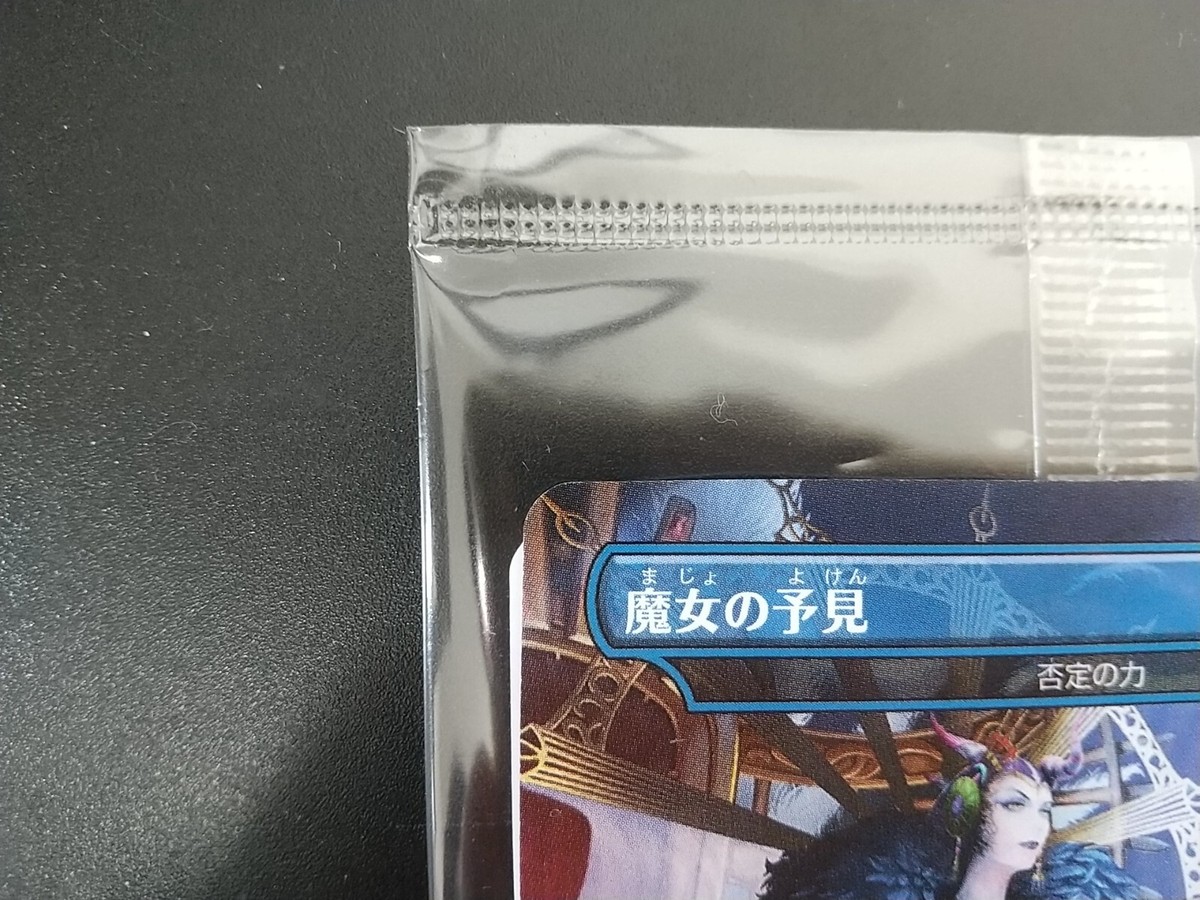 まじょ よけん
魔女の予見
否定の力